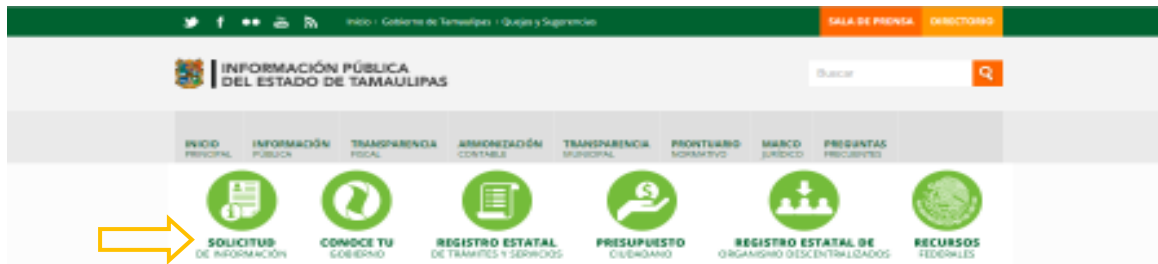 Inicio · Gobierno de Tamaulipas · Quejas y Sugerencias
SALA DE PRENSA DIRECTORIO
INFORMACIÓN PÚBLICA
DEL ESTADO DE TAMAULIPAS
Buscar
INICIO INFORMACIÓN TRANSPARENCIA ARMONIZACIÓN TRANSPARENCIA PRONTUARIO MARCO PREGUNTAS
PRINCIPAL PÚBLICA FISCAL CONTABLE MUNICIPAL NORMATIVO JURÍDICO FRECUENTES
SOLICITUD CONOCE TU REGISTRO ESTATAL PRESUPUESTO REGISTRO ESTATAL DE RECURSOS
DE INFORMACIÓN GOBIERNO DE TRÁMITES Y SERVICIOS CIUDADANO ORGANISMO DESCENTRALIZADOS FEDERALES